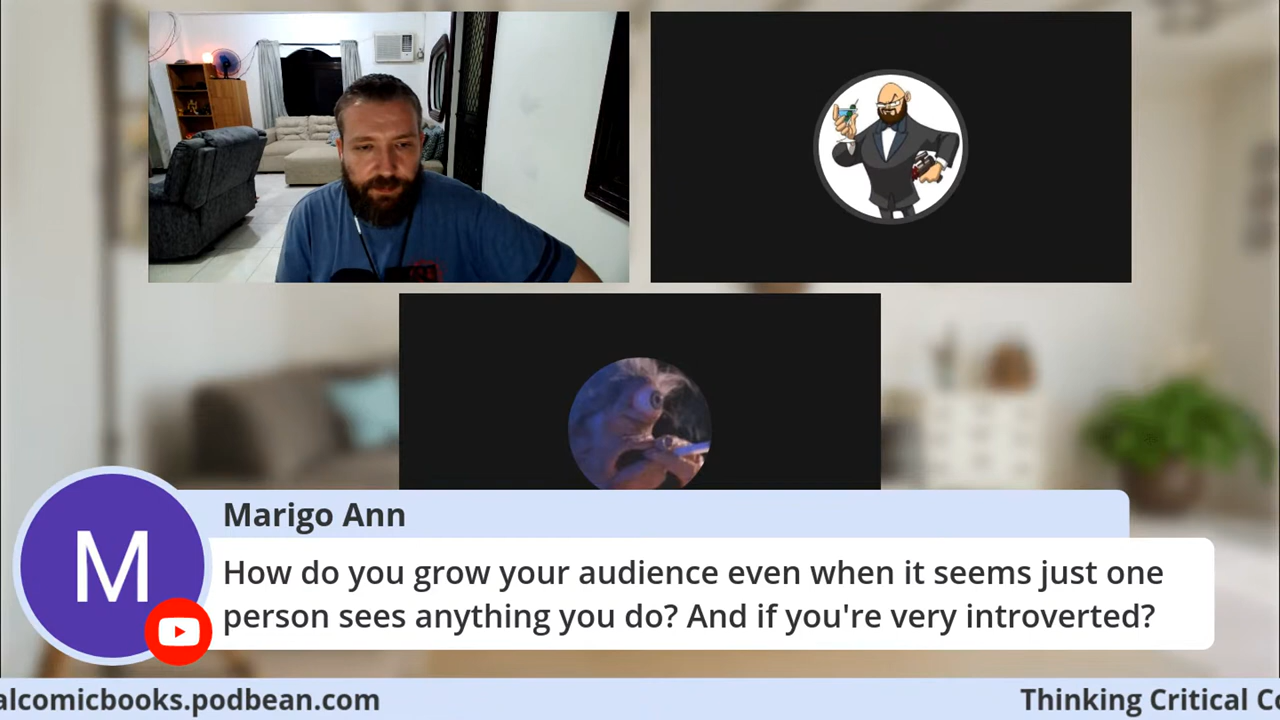 Marigo Ann
M
How do you grow your audience even when it seems just one
person sees anything you do? And if you're very introverted?
alcomicbooks.podbean.com
Thinking Critical Co